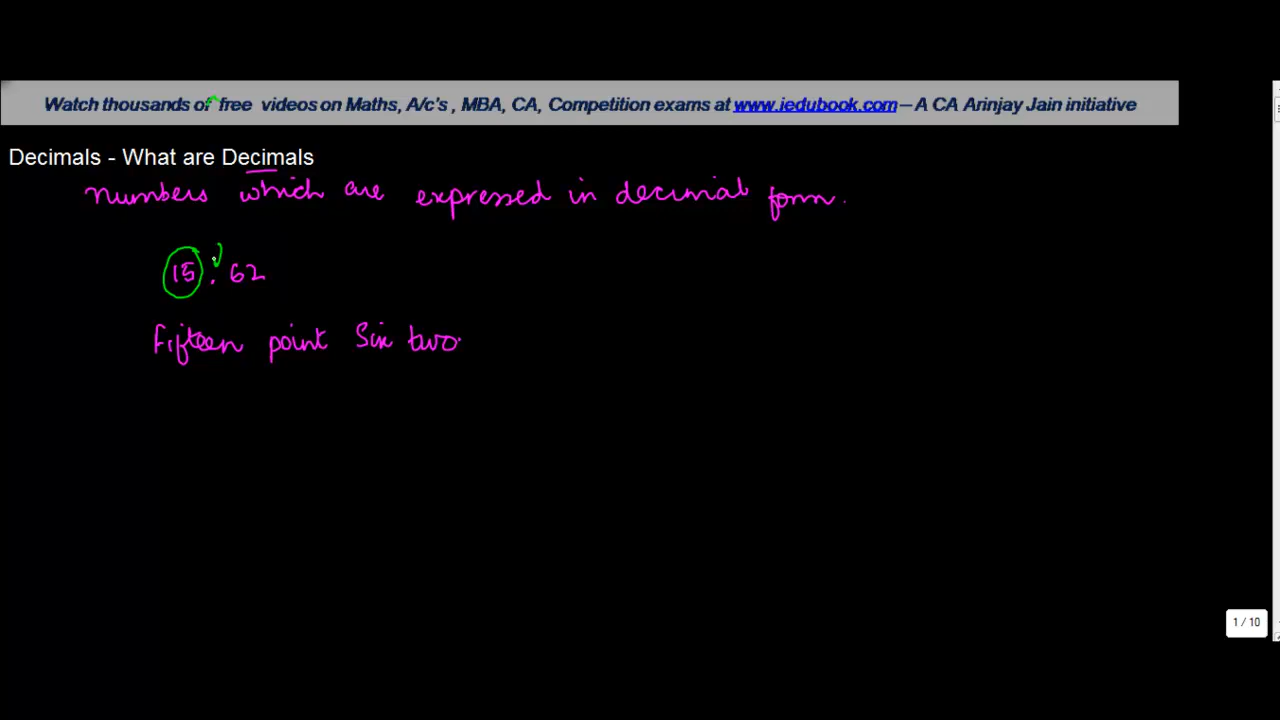 Watch thousands of free videos on Maths, A/c's , MBA, CA, Competition exams at www.iedubook.com – A CA Arinjay Jain initiative
Decimals - What are Decimals
Numbers which are expressed in decimal form.
15.62
Fifteen point Six two.
1 / 10